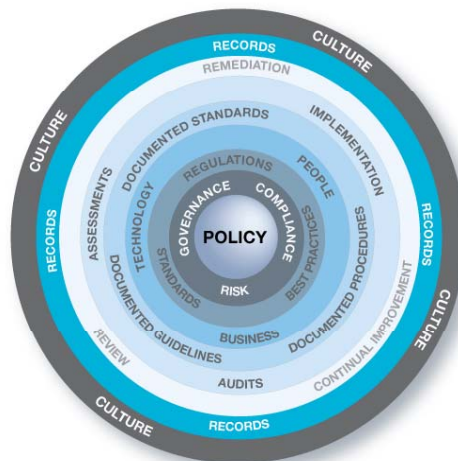 CULTURE
CULTURE
CULTURE
CULTURE
RECORDS
RECORDS
RECORDS
RECORDS
REMEDIATION
CONTINUAL IMPROVEMENT
REVIEW
IMPLEMENTATION
AUDITS
ASSESSMENTS
DOCUMENTED STANDARDS
DOCUMENTED PROCEDURES
DOCUMENTED GUIDELINES
PEOPLE
BUSINESS
TECHNOLOGY
REGULATIONS
BEST PRACTICES
STANDARDS
GOVERNANCE
COMPLIANCE
RISK
POLICY